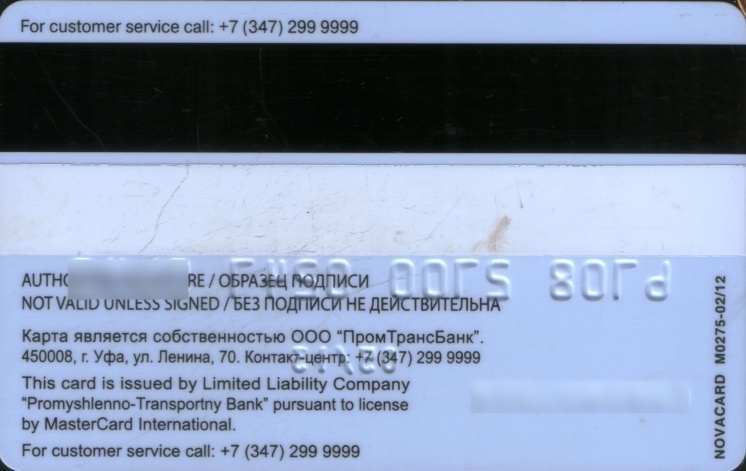 For customer service call: +7 (347) 299 9999
AUTHO RE / ОБРАЗЕЦ ПОДПИСИ
NOT VALID UNLESS SIGNED / БЕЗ ПОДПИСИ НЕ ДЕЙСТВИТЕЛЬНА
Карта является собственностью ООО “ПромТрансБанк”.
450008, г. Уфа, ул. Ленина, 70. Контакт-центр: +7 (347) 299 9999
This card is issued by Limited Liability Company
“Promyshlenno-Transportny Bank” pursuant to license
by MasterCard International.
For customer service call: +7 (347) 299 9999
NOVACARD M0275-02/12